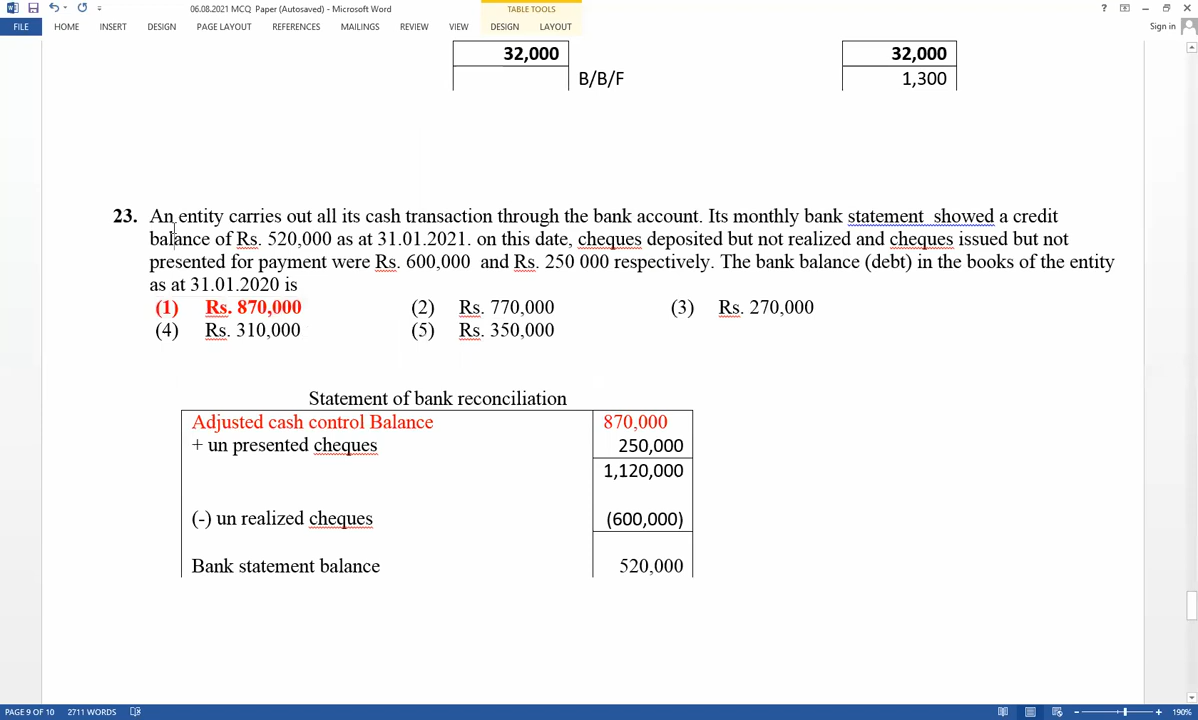 06.08.2021 MCQ Paper (Autosaved) - Microsoft Word
TABLE TOOLS
?
FILE HOME INSERT DESIGN PAGE LAYOUT REFERENCES MAILINGS REVIEW VIEW DESIGN LAYOUT Sign in
32,000 32,000
B/B/F 1,300
23. An entity carries out all its cash transaction through the bank account. Its monthly bank statement showed a credit
balance of Rs. 520,000 as at 31.01.2021. on this date, cheques deposited but not realized and cheques issued but not
presented for payment were Rs. 600,000 and Rs. 250 000 respectively. The bank balance (debt) in the books of the entity
as at 31.01.2020 is
(1) Rs. 870,000 (2) Rs. 770,000 (3) Rs. 270,000
(4) Rs. 310,000 (5) Rs. 350,000
Statement of bank reconciliation
Adjusted cash control Balance 870,000
+ un presented cheques 250,000
1,120,000
(-) un realized cheques (600,000)
Bank statement balance 520,000
PAGE 9 OF 10 2711 WORDS 190%